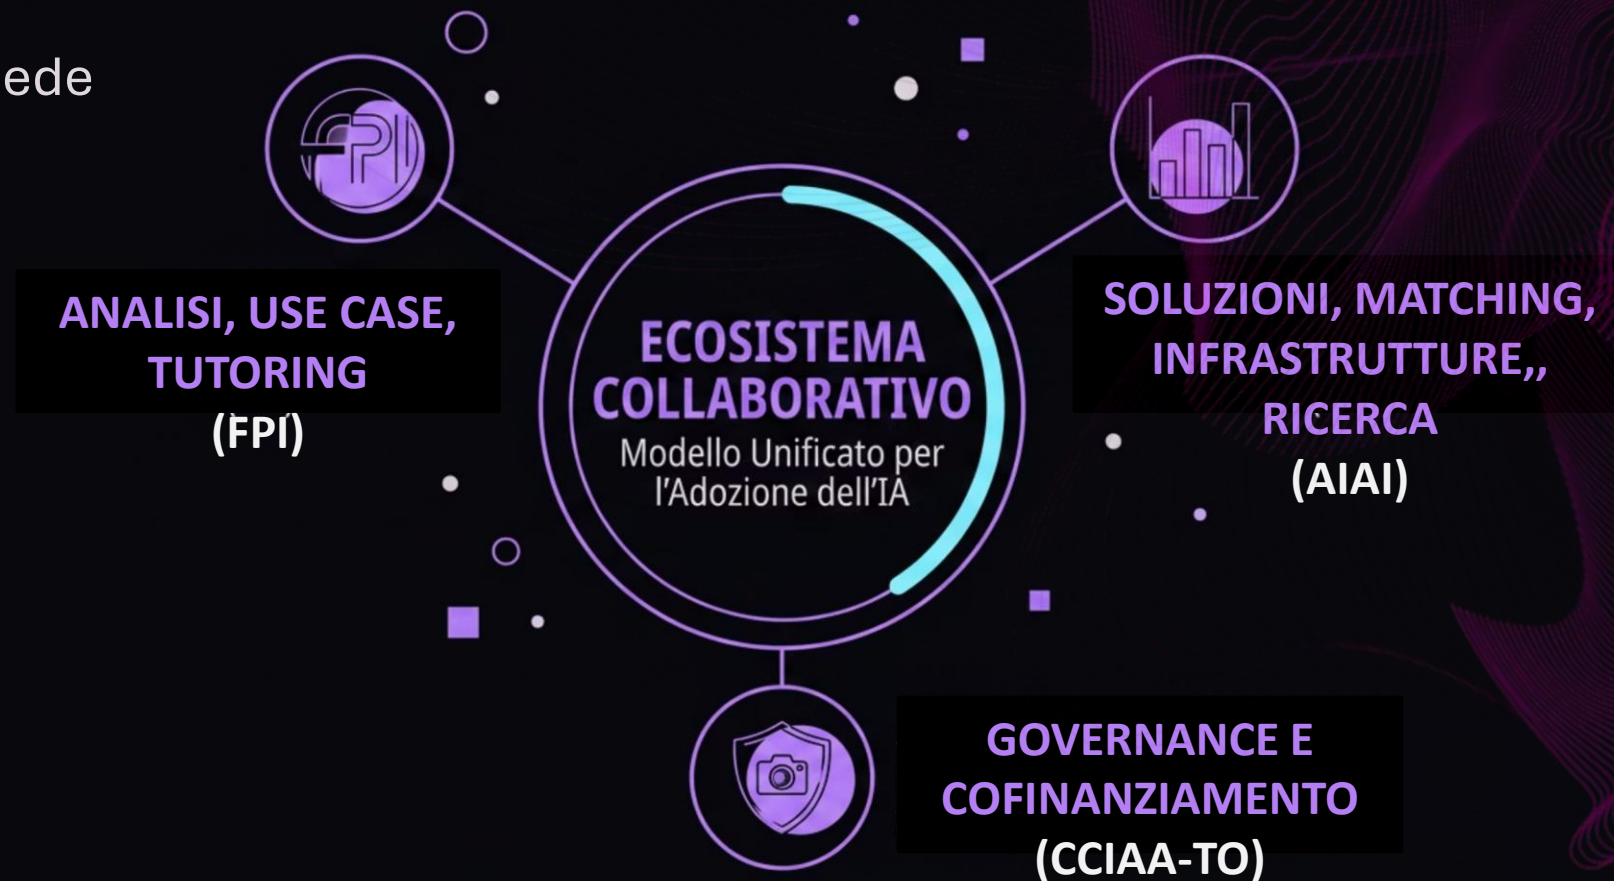 ede
ANALISI, USE CASE,
TUTORING
(FPI)
ECOSISTEMA
COLLABORATIVO
Modello Unificato per
l'Adozione dell'IA
SOLUZIONI, MATCHING,
INFRASTRUTTURE,,
RICERCA
(AIAI)
GOVERNANCE E
COFINANZIAMENTO
(CCIAA-TO)